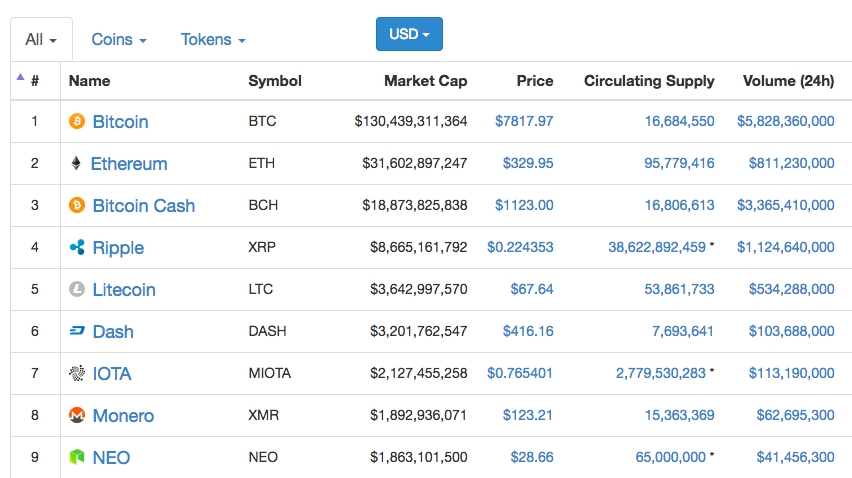 All Coins Tokens USD
# Name Symbol Market Cap Price Circulating Supply Volume (24h)
1 Bitcoin BTC $130,439,311,364 $7817.97 16,684,550 $5,828,360,000
2 Ethereum ETH $31,602,897,247 $329.95 95,779,416 $811,230,000
3 Bitcoin Cash BCH $18,873,825,838 $1123.00 16,806,613 $3,365,410,000
4 Ripple XRP $8,665,161,792 $0.224353 38,622,892,459 * $1,124,640,000
5 Litecoin LTC $3,642,997,570 $67.64 53,861,733 $534,288,000
6 Dash DASH $3,201,762,547 $416.16 7,693,641 $103,688,000
7 IOTA MIOTA $2,127,455,258 $0.765401 2,779,530,283 * $113,190,000
8 Monero XMR $1,892,936,071 $123.21 15,363,369 $62,695,300
9 NEO NEO $1,863,101,500 $28.66 65,000,000 * $41,456,300